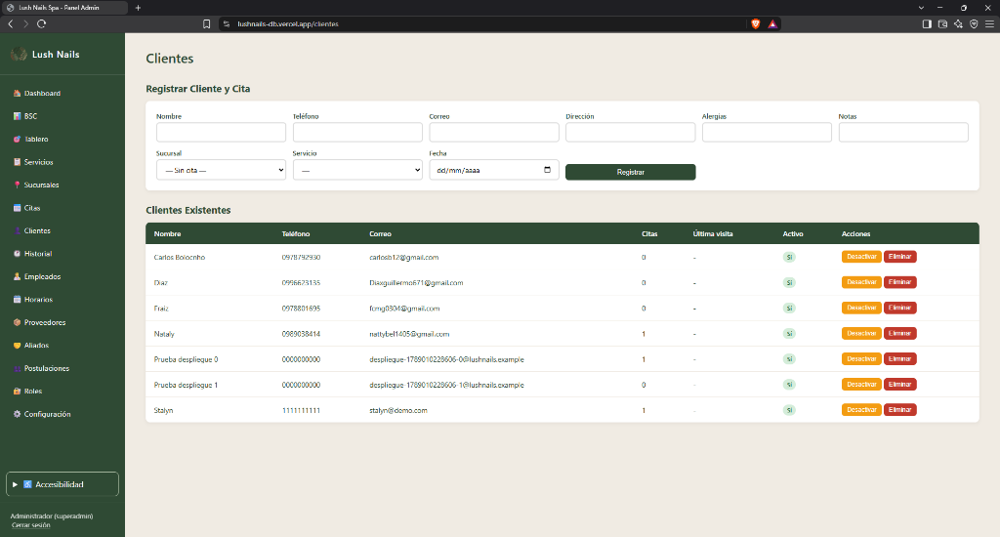 Lush Nails Spa - Panel Admin
lushnails-db.vercel.app/clientes
Lush Nails
Dashboard
BSC
Tablero
Servicios
Sucursales
Citas
Clientes
Historial
Empleados
Horarios
Proveedores
Aliados
Postulaciones
Roles
Configuración
Accesibilidad
Administrador (superadmin)
Cerrar sesión
Clientes
Registrar Cliente y Cita
Nombre Teléfono Correo Dirección Alergias Notas
Sucursal Servicio Fecha
— Sin cita — — dd/mm/aaaa Registrar
Clientes Existentes
Nombre Teléfono Correo Citas Última visita Activo Acciones
Carlos Bolocnho 0978792930 carlosb12@gmail.com 0 - Sí Desactivar Eliminar
Diaz 0996623135 Diaxguillermo671@gmail.com 0 - Sí Desactivar Eliminar
Fraiz 0978801695 fcmg0304@gmail.com 0 - Sí Desactivar Eliminar
Nataly 0989038414 nattybel1405@gmail.com 1 - Sí Desactivar Eliminar
Prueba despliegue 0 0000000000 despliegue-1789010228606-0@lushnails.example 1 - Sí Desactivar Eliminar
Prueba despliegue 1 0000000000 despliegue-1789010228606-1@lushnails.example 0 - Sí Desactivar Eliminar
Stalyn 1111111111 stalyn@demo.com 1 - Sí Desactivar Eliminar